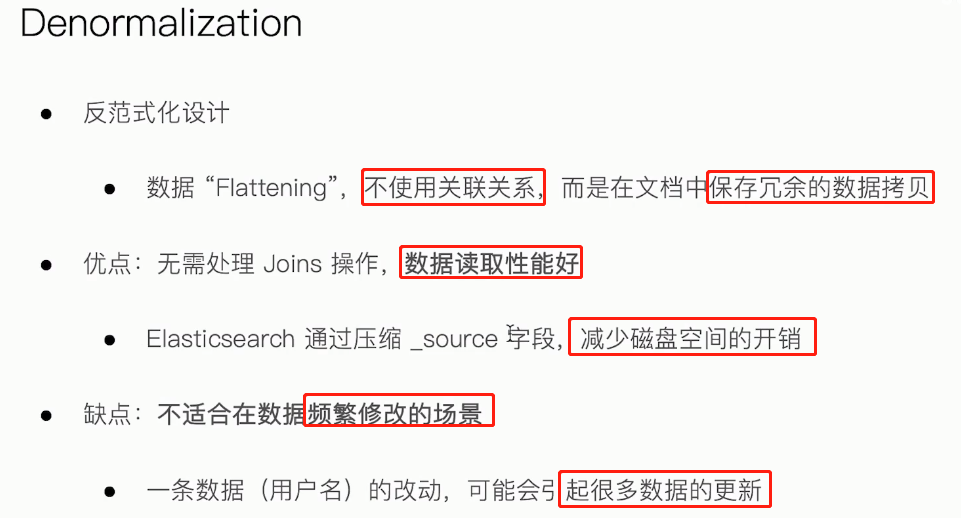 Denormalization
● 反范式化设计
● 数据 “Flattening”，不使用关联关系，而是在文档中保存冗余的数据拷贝
● 优点：无需处理 Joins 操作，数据读取性能好
● Elasticsearch 通过压缩 _source 字段，减少磁盘空间的开销
● 缺点：不适合在数据频繁修改的场景
● 一条数据（用户名）的改动，可能会引起很多数据的更新